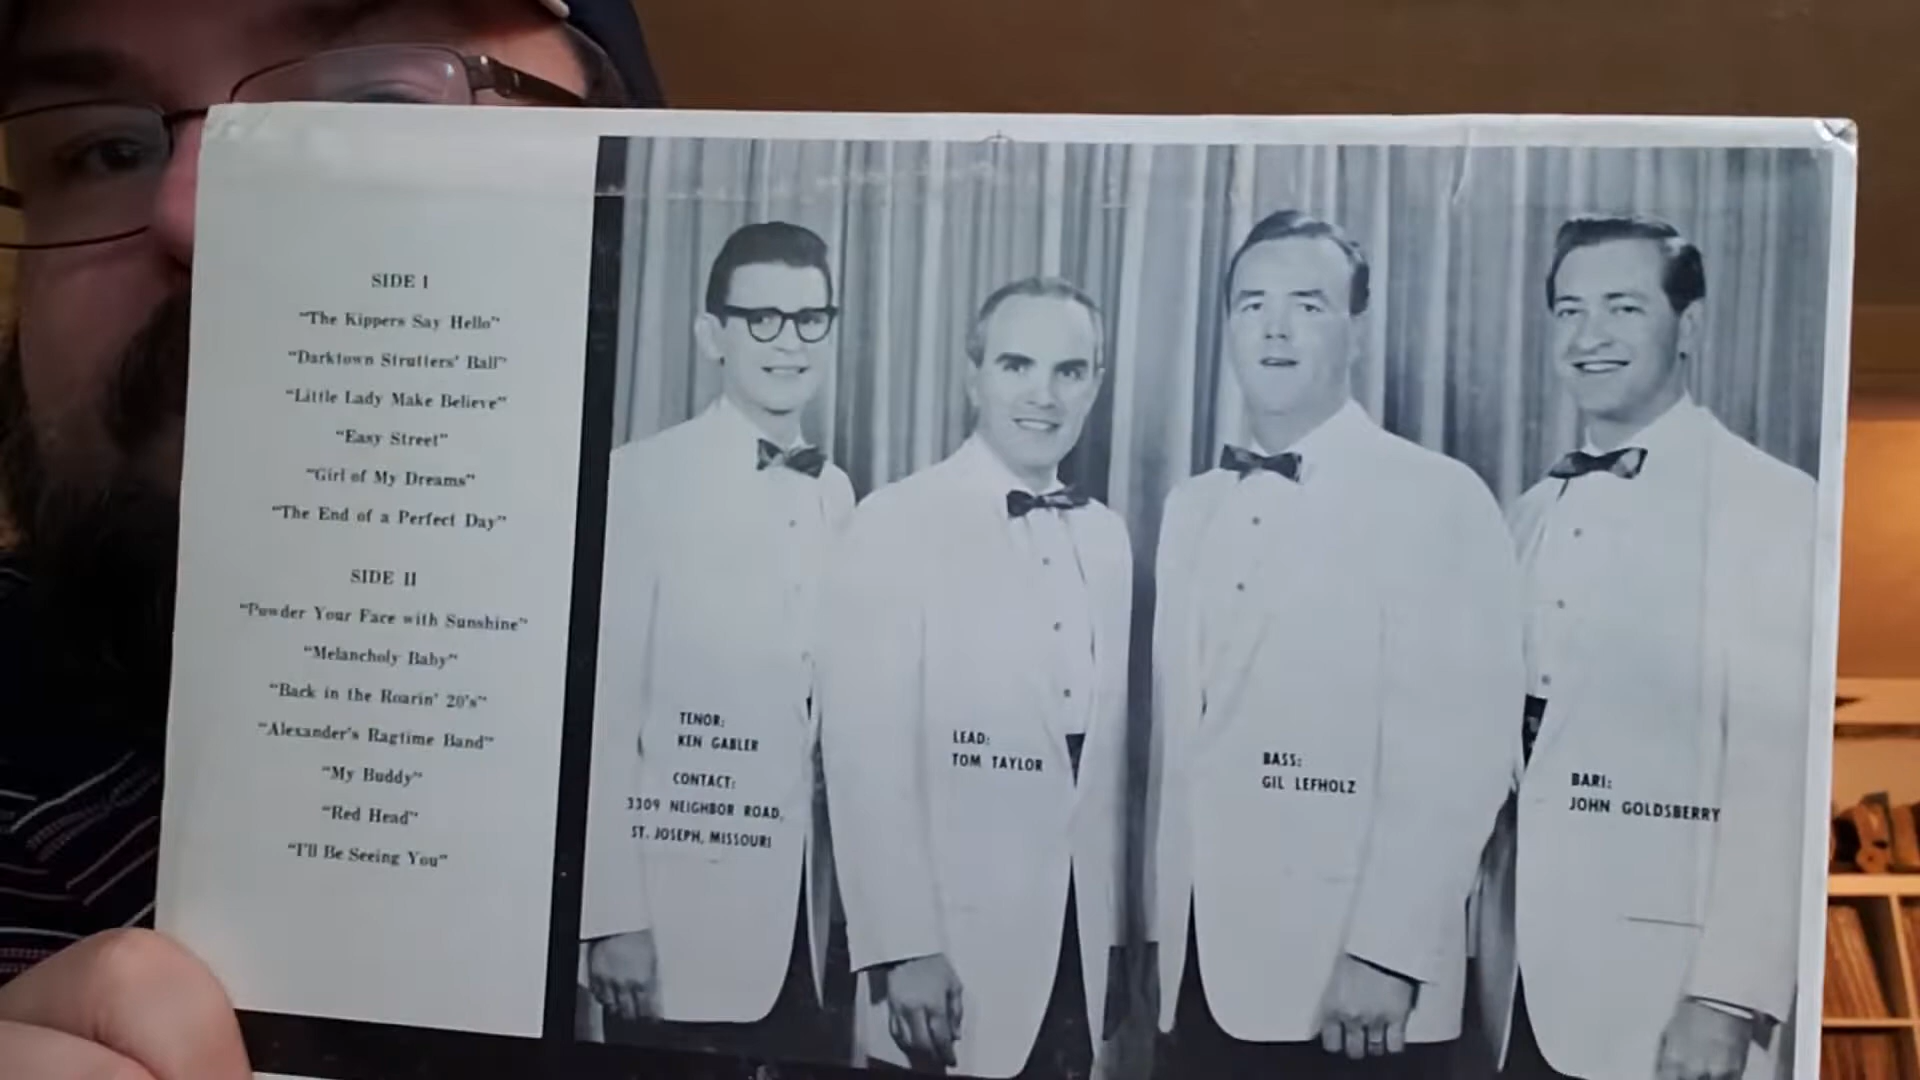 SIDE I
"The Kippers Say Hello"
"Darktown Strutters' Ball"
"Little Lady Make Believe"
"Easy Street"
"Girl of My Dreams"
"The End of a Perfect Day"
SIDE II
"Powder Your Face with Sunshine"
"Melancholy Baby"
"Back in the Roarin' 20's"
"Alexander's Ragtime Band"
"My Buddy"
"Red Head"
"I'll Be Seeing You"
TENOR:
KEN GABLER
CONTACT:
3309 NEIGHBOR ROAD,
ST. JOSEPH, MISSOURI
LEAD:
TOM TAYLOR
BASS:
GIL LEFHOLZ
BARI:
JOHN GOLDSBERRY